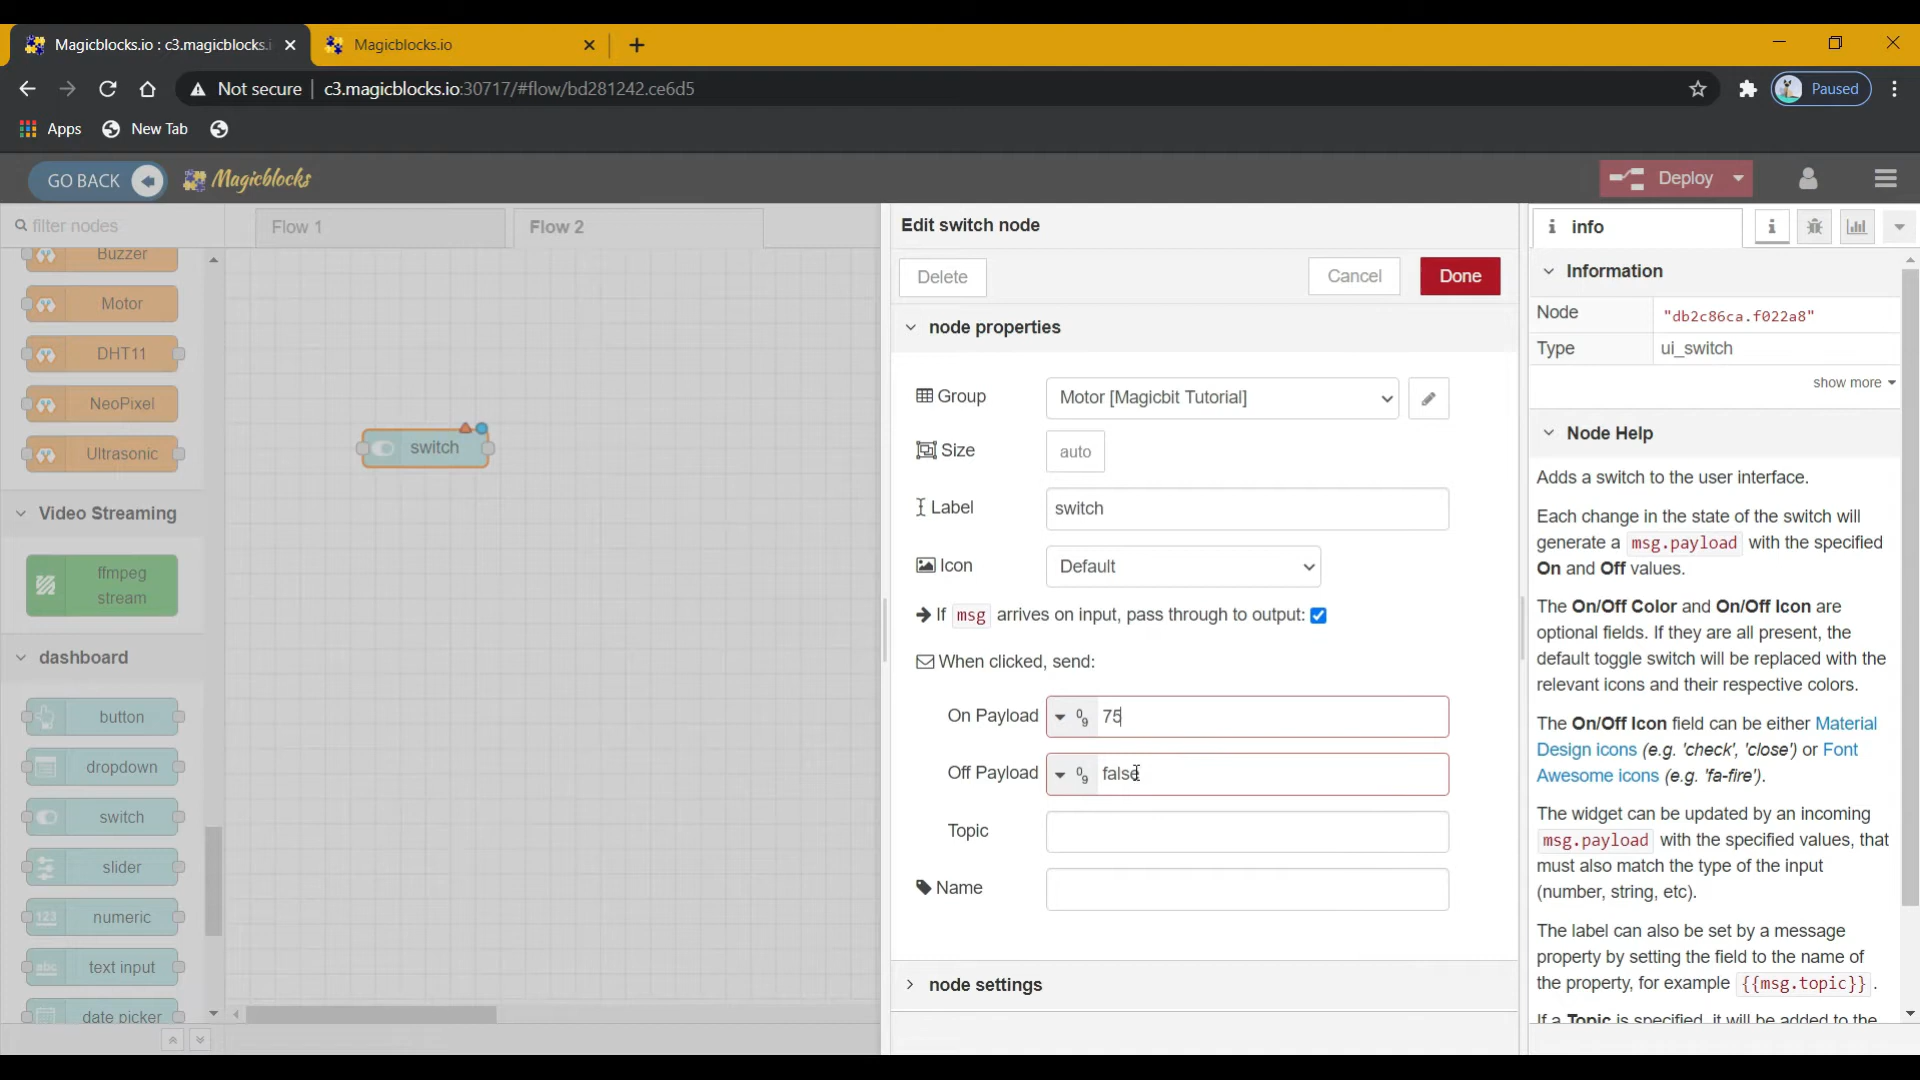 Magicblocks.io : c3.magicblocks.i
Magicblocks.io
Not secure
c3.magicblocks.io:30717/#flow/bd281242.ce6d5
Paused
Apps
New Tab
GO BACK
Magicblocks
Deploy
filter nodes
Flow 1
Flow 2
Edit switch node
info
Buzzer
Motor
DHT11
NeoPixel
Ultrasonic
Video Streaming
ffmpeg
stream
dashboard
button
dropdown
switch
slider
numeric
text input
date picker
switch
Delete
Cancel
Done
node properties
Group
Motor [Magicbit Tutorial]
Size
auto
Label
switch
Icon
Default
If msg arrives on input, pass through to output:
When clicked, send:
On Payload
75
Off Payload
false
Topic
Name
node settings
Information
Node
"db2c86ca.f022a8"
Type
ui_switch
show more
Node Help
Adds a switch to the user interface.
Each change in the state of the switch will
generate a msg.payload with the specified
On and Off values.
The On/Off Color and On/Off Icon are
optional fields. If they are all present, the
default toggle switch will be replaced with the
relevant icons and their respective colors.
The On/Off Icon field can be either Material
Design icons (e.g. 'check', 'close') or Font
Awesome icons (e.g. 'fa-fire').
The widget can be updated by an incoming
msg.payload with the specified values, that
must also match the type of the input
(number, string, etc).
The label can also be set by a message
property by setting the field to the name of
the property, for example {{msg.topic}}.
If a Topic is specified, it will be added to the